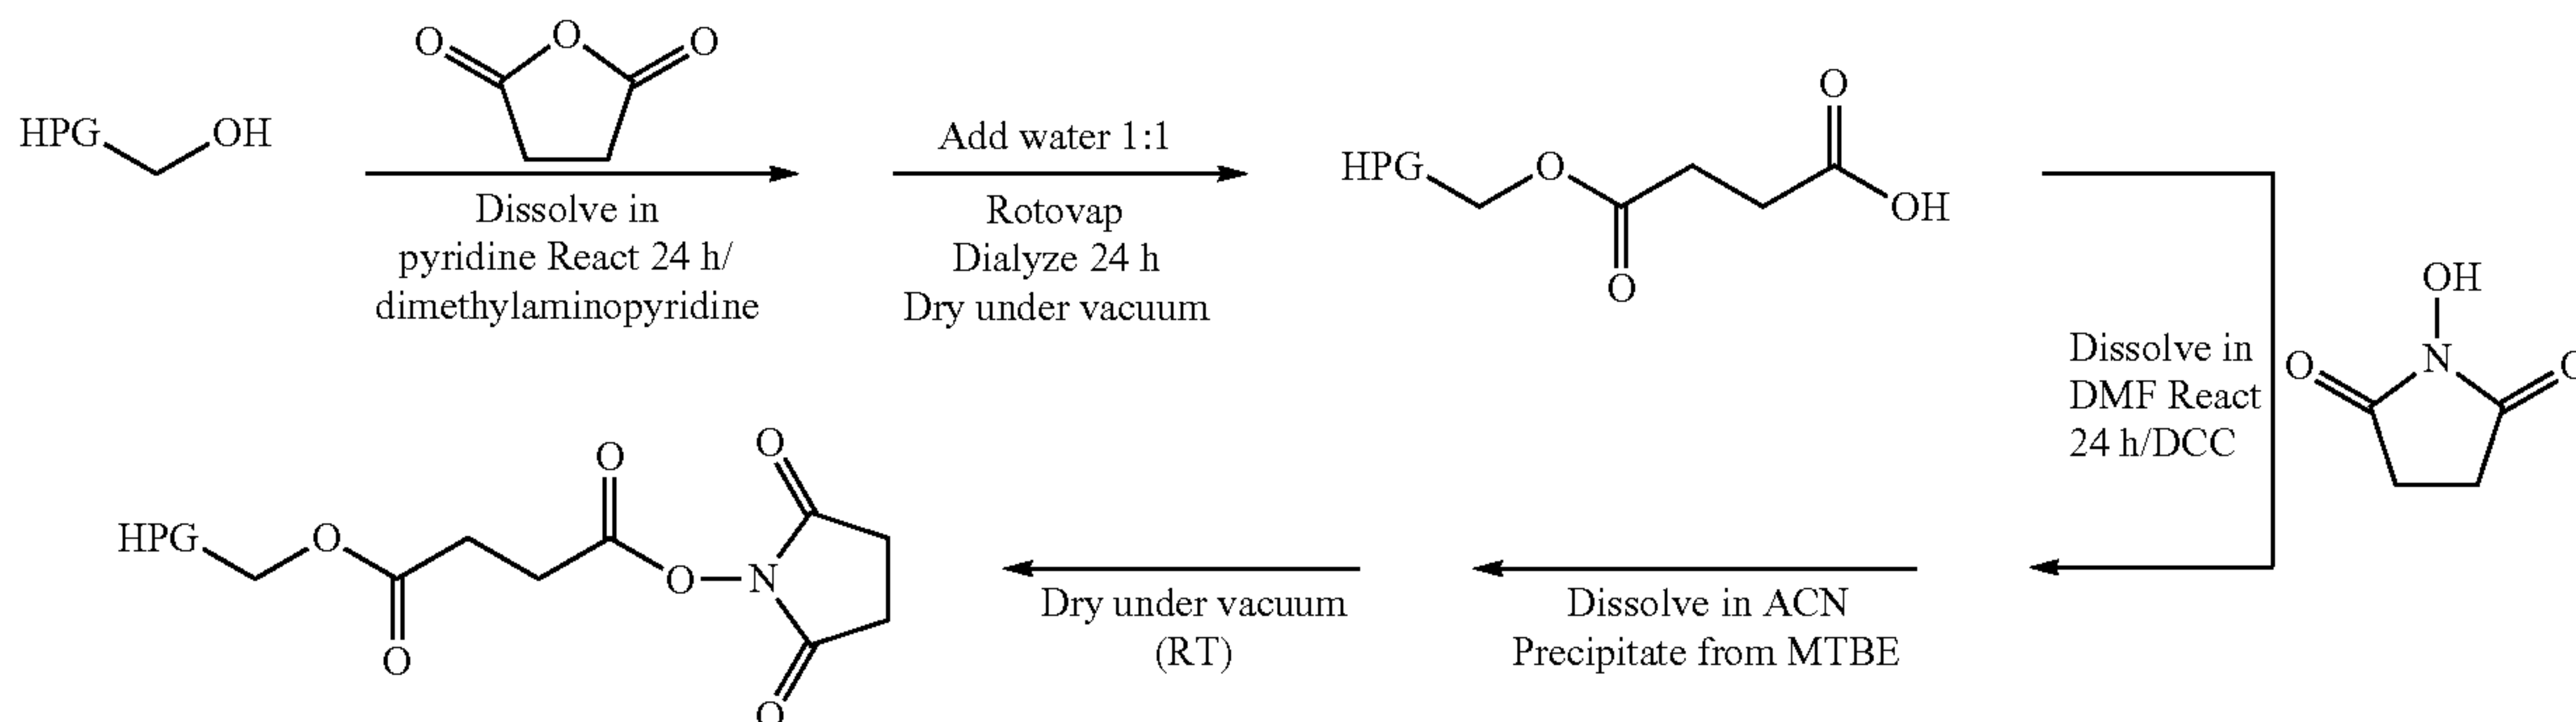 O O O
HPG OH
Dissolve in
pyridine React 24 h/
dimethylaminopyridine
Add water 1:1
Rotovap
Dialyze 24 h
Dry under vacuum
O
HPG O
OH
O
OH
N
O O
Dissolve in
DMF React
24 h/DCC
Dissolve in ACN
Precipitate from MTBE
Dry under vacuum
(RT)
O O
HPG O
O N
O
O